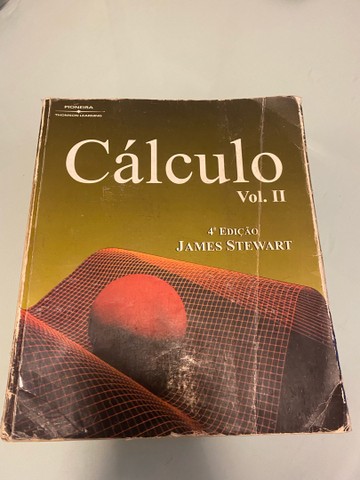 PIONEIRA
THOMSON LEARNING
Cálculo
Vol. II
4ª EDIÇÃO
JAMES STEWART